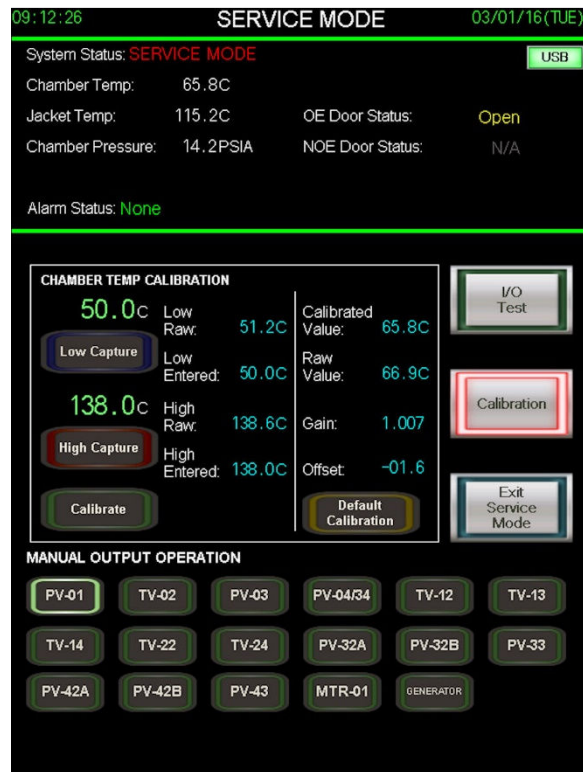 09:12:26 SERVICE MODE 03/01/16(TUE)
System Status: SERVICE MODE USB
Chamber Temp: 65.8C
Jacket Temp: 115.2C OE Door Status: Open
Chamber Pressure: 14.2PSIA NOE Door Status: N/A
Alarm Status: None
CHAMBER TEMP CALIBRATION
50.0C
Low Capture
Low
Raw: 51.2C
Low
Entered: 50.0C
138.0C
High Capture
High
Raw: 138.6C
High
Entered: 138.0C
Calibrate
Calibrated
Value: 65.8C
Raw
Value: 66.9C
Gain: 1.007
Offset: -01.6
Default
Calibration
I/O
Test
Calibration
Exit
Service
Mode
MANUAL OUTPUT OPERATION
PV-01 TV-02 PV-03 PV-04/34 TV-12 TV-13
TV-14 TV-22 TV-24 PV-32A PV-32B PV-33
PV-42A PV-42B PV-43 MTR-01 GENERATOR